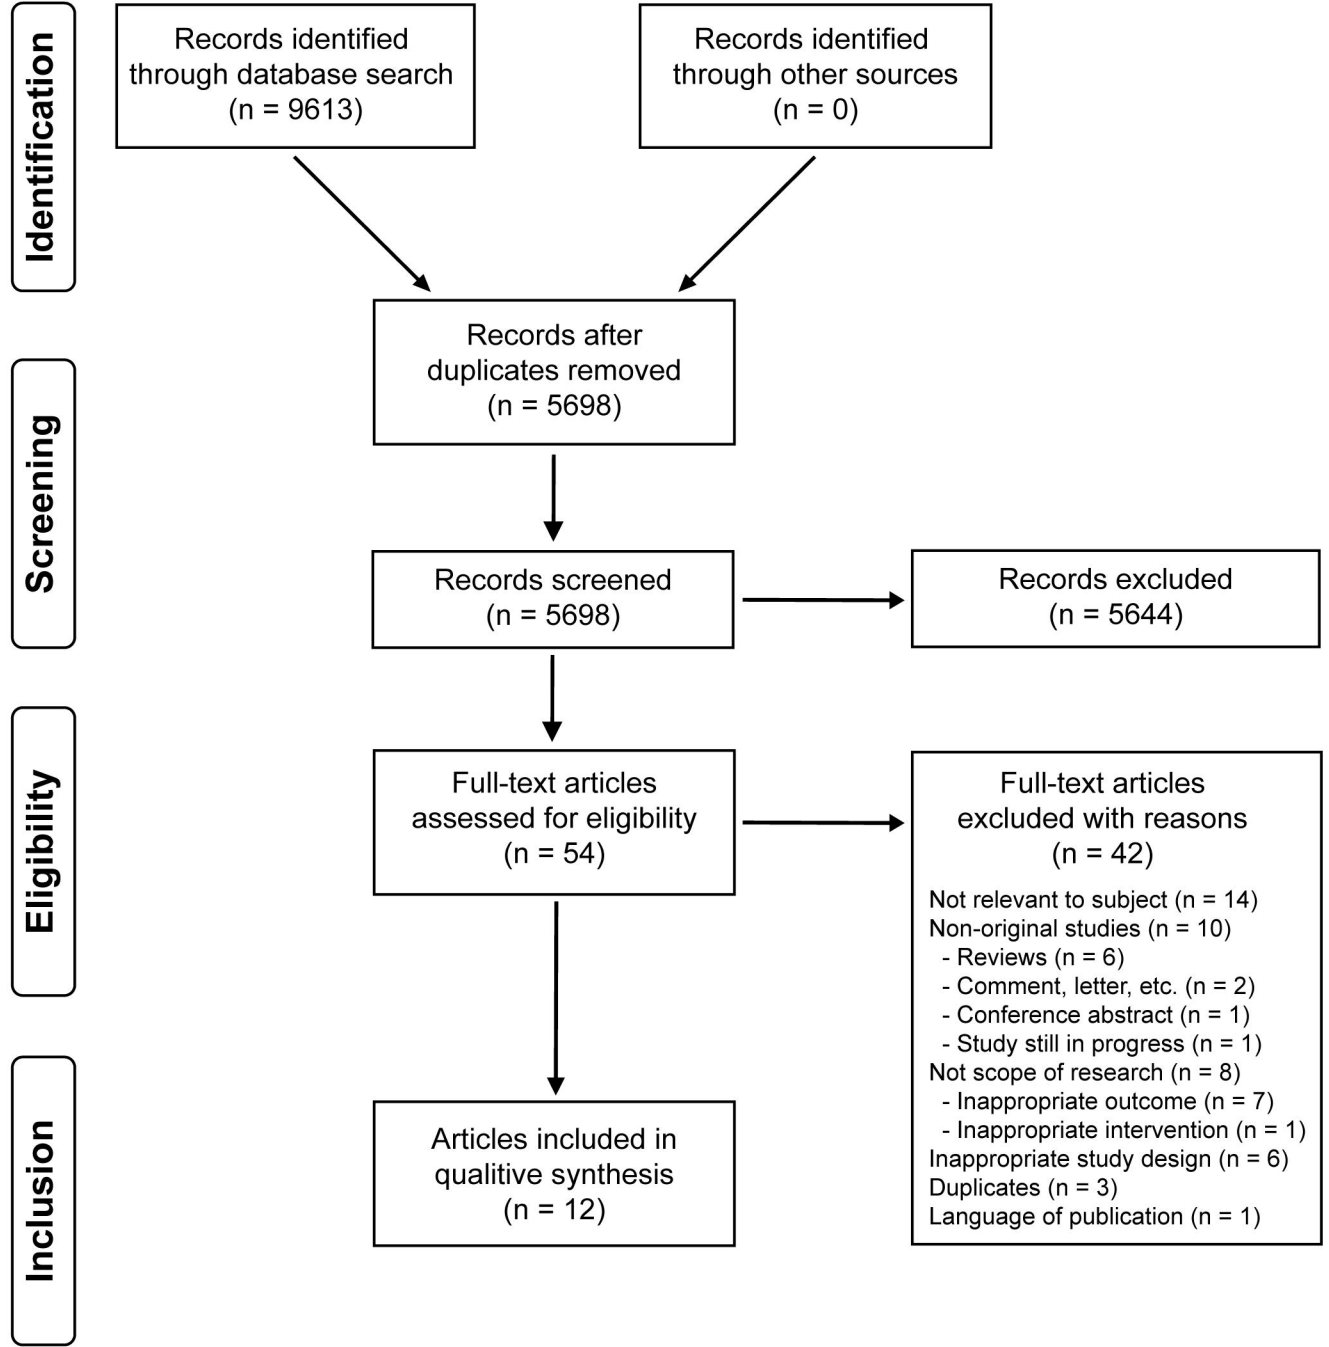 Identification
Records identified
through database search
(n = 9613)
Records identified
through other sources
(n = 0)
Records after
duplicates removed
(n = 5698)
Screening
Records screened
(n = 5698)
Records excluded
(n = 5644)
Eligibility
Full-text articles
assessed for eligibility
(n = 54)
Full-text articles
excluded with reasons
(n = 42)
Not relevant to subject (n = 14)
Non-original studies (n = 10)
- Reviews (n = 6)
- Comment, letter, etc. (n = 2)
- Conference abstract (n = 1)
- Study still in progress (n = 1)
Not scope of research (n = 8)
- Inappropriate outcome (n = 7)
- Inappropriate intervention (n = 1)
Inappropriate study design (n = 6)
Duplicates (n = 3)
Language of publication (n = 1)
Inclusion
Articles included in
qualitive synthesis
(n = 12)